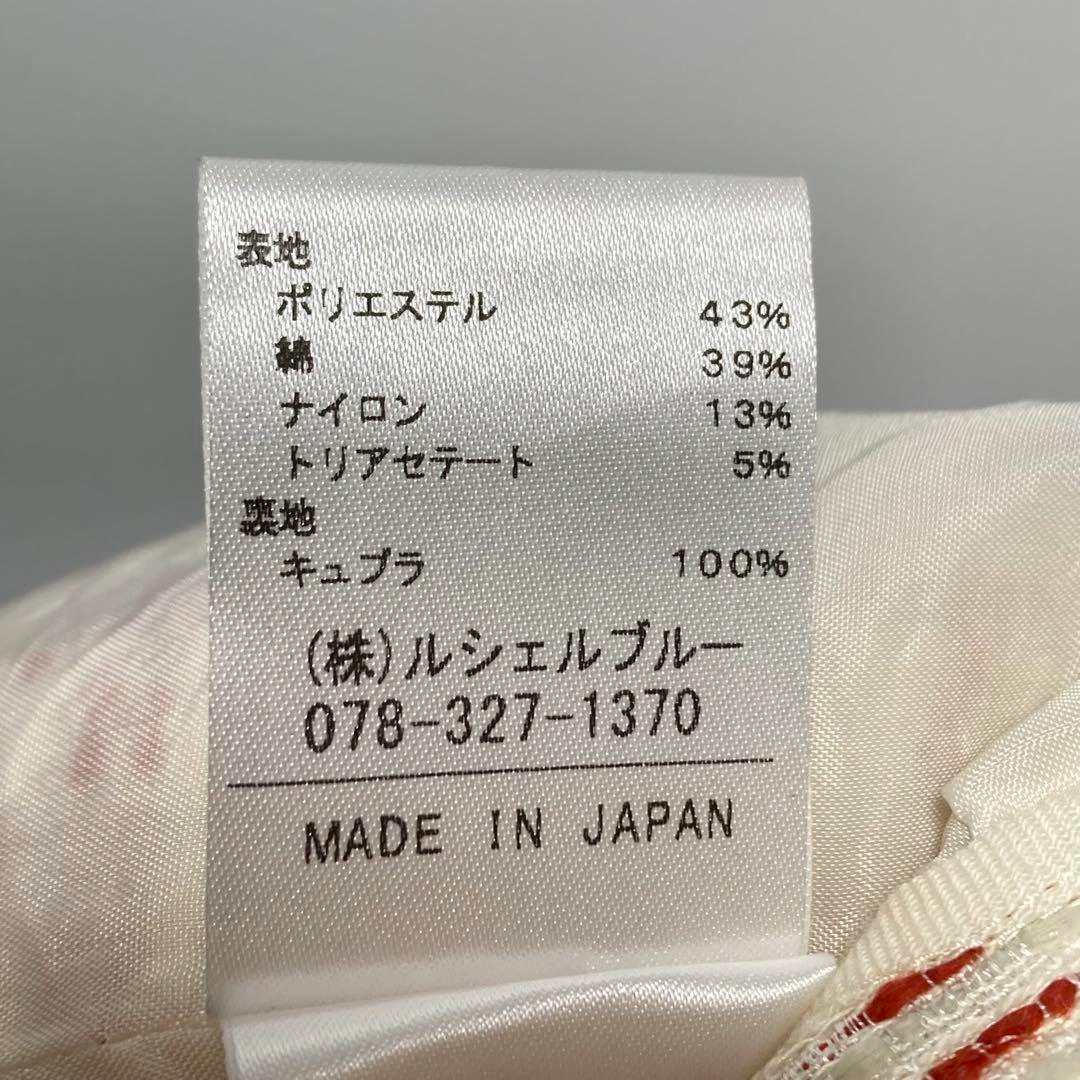 表地
ポリエステル 43%
綿 39%
ナイロン 13%
トリアセテート 5%
裏地
キュプラ 100%
(株)ルシェルブルー
078-327-1370
MADE IN JAPAN